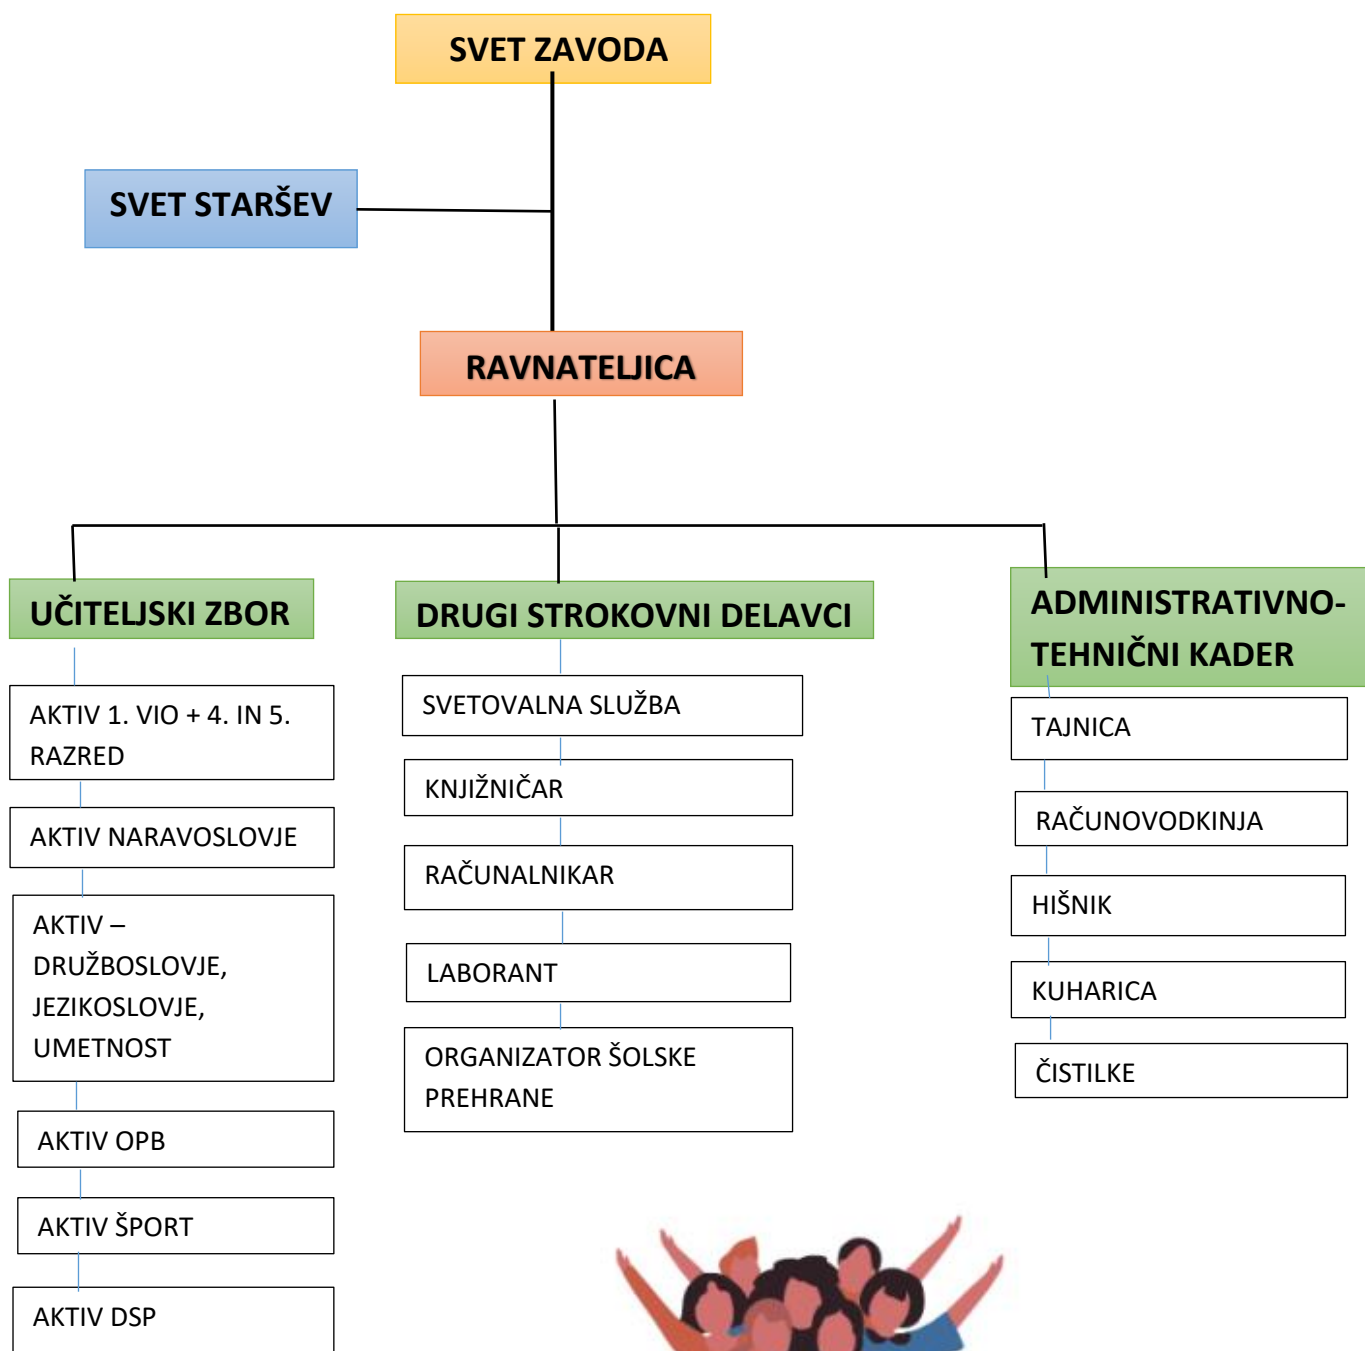 SVET ZAVODA
SVET STARŠEV
RAVNATELJICA
UČITELJSKI ZBOR
AKTIV 1. VIO + 4. IN 5.
RAZRED
AKTIV NARAVOSLOVJE
AKTIV –
DRUŽBOSLOVJE,
JEZIKOSLOVJE,
UMETNOST
AKTIV OPB
AKTIV ŠPORT
AKTIV DSP
DRUGI STROKOVNI DELAVCI
SVETOVALNA SLUŽBA
KNJIŽNIČAR
RAČUNALNIKAR
LABORANT
ORGANIZATOR ŠOLSKE
PREHRANE
ADMINISTRATIVNO-
TEHNIČNI KADER
TAJNICA
RAČUNOVODKINJA
HIŠNIK
KUHARICA
ČISTILKE